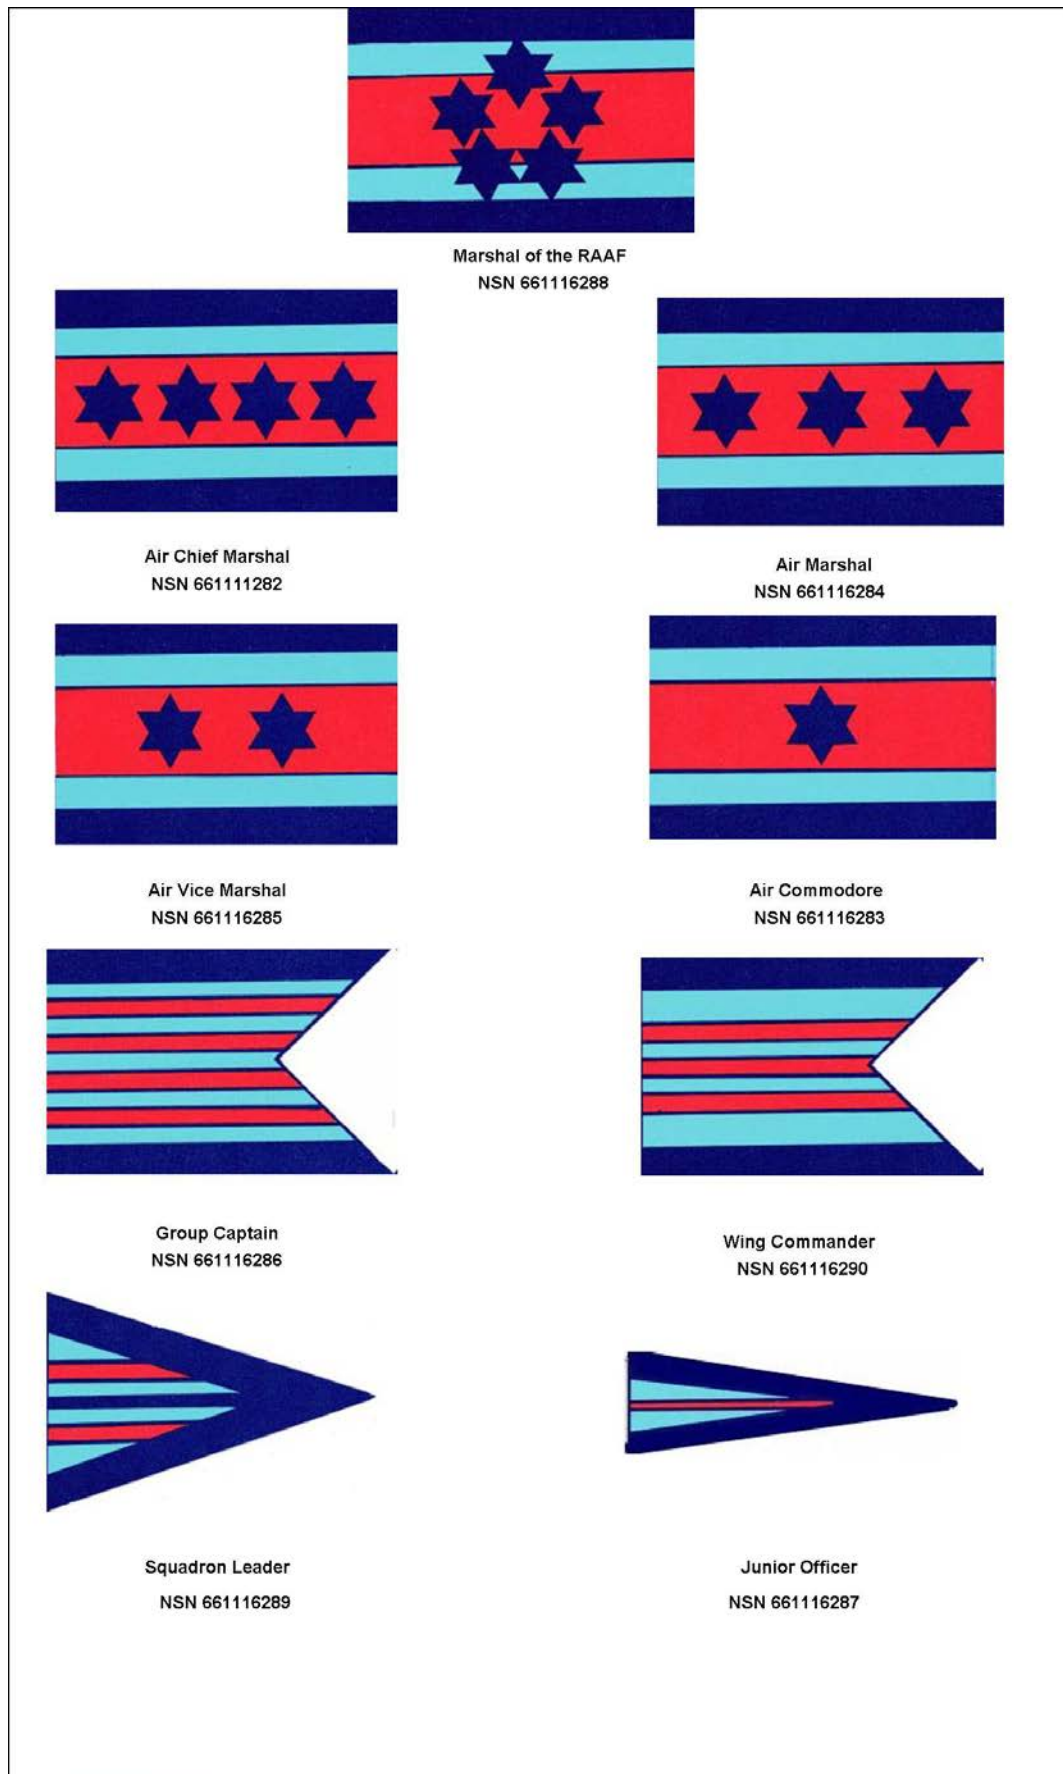 Marshal of the RAAF
NSN 661116288
Air Chief Marshal
NSN 661111282
Air Marshal
NSN 661116284
Air Vice Marshal
NSN 661116285
Air Commodore
NSN 661116283
Group Captain
NSN 661116286
Wing Commander
NSN 661116290
Squadron Leader
NSN 661116289
Junior Officer
NSN 661116287